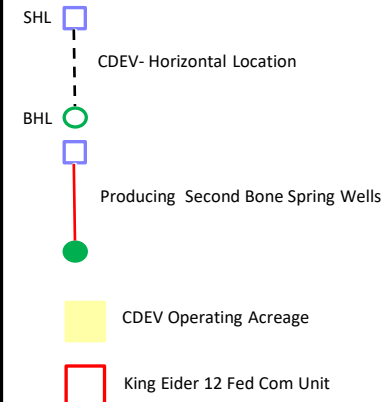 SHL
CDEV- Horizontal Location
BHL
Producing Second Bone Spring Wells
CDEV Operating Acreage
King Eider 12 Fed Com Unit